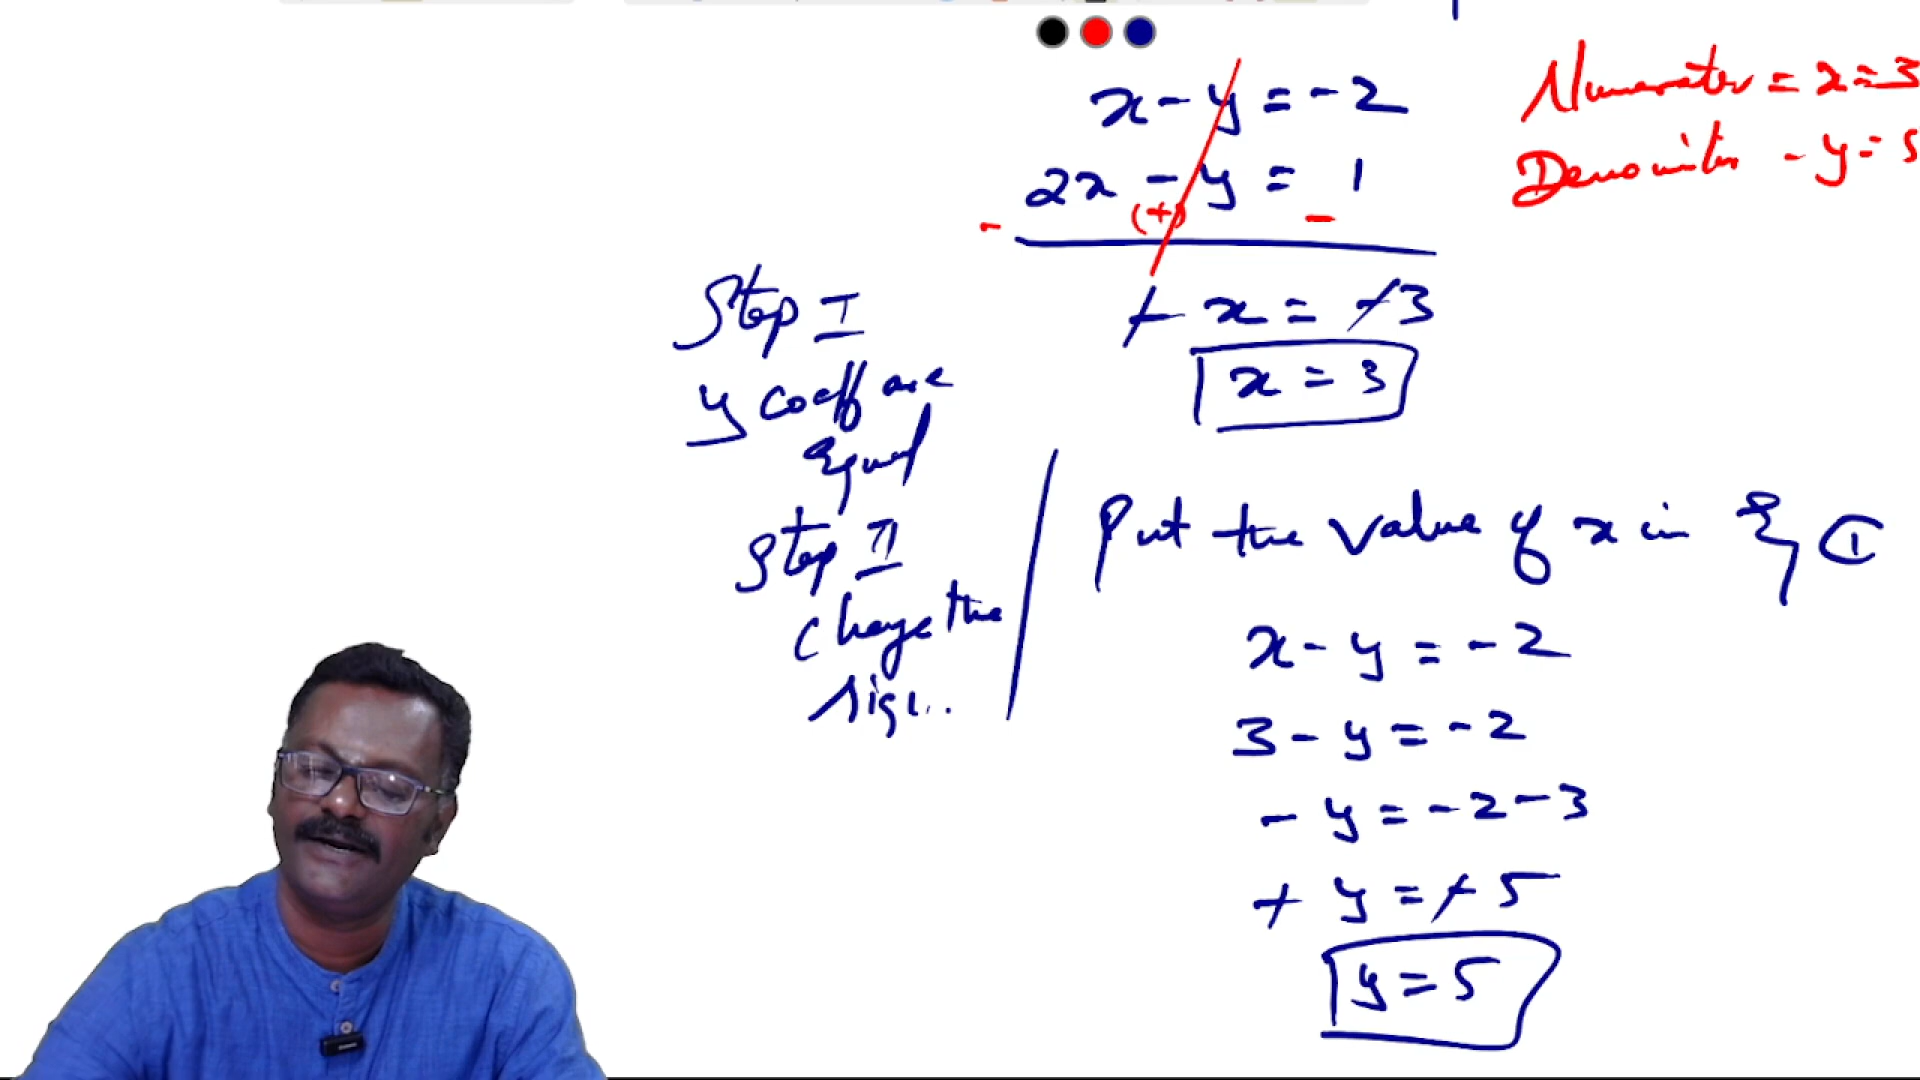 x - y = -2
2x - y = 1
- (+) -
+ x = +3
x = 3
Numerator = x = 3
Denominter - y = 5
Step I
y coeff are
equal
Step II
Change the
sign..
Put the value of x in Eq ①
x - y = -2
3 - y = -2
- y = -2 - 3
+ y = + 5
y = 5